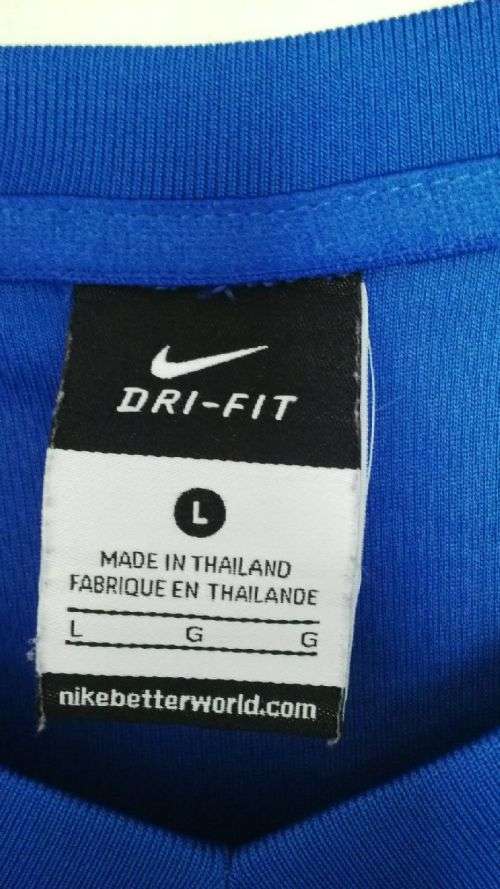 DRI-FIT
L
MADE IN THAILAND
FABRIQUE EN THAILANDE
L G G
nikebetterworld.com